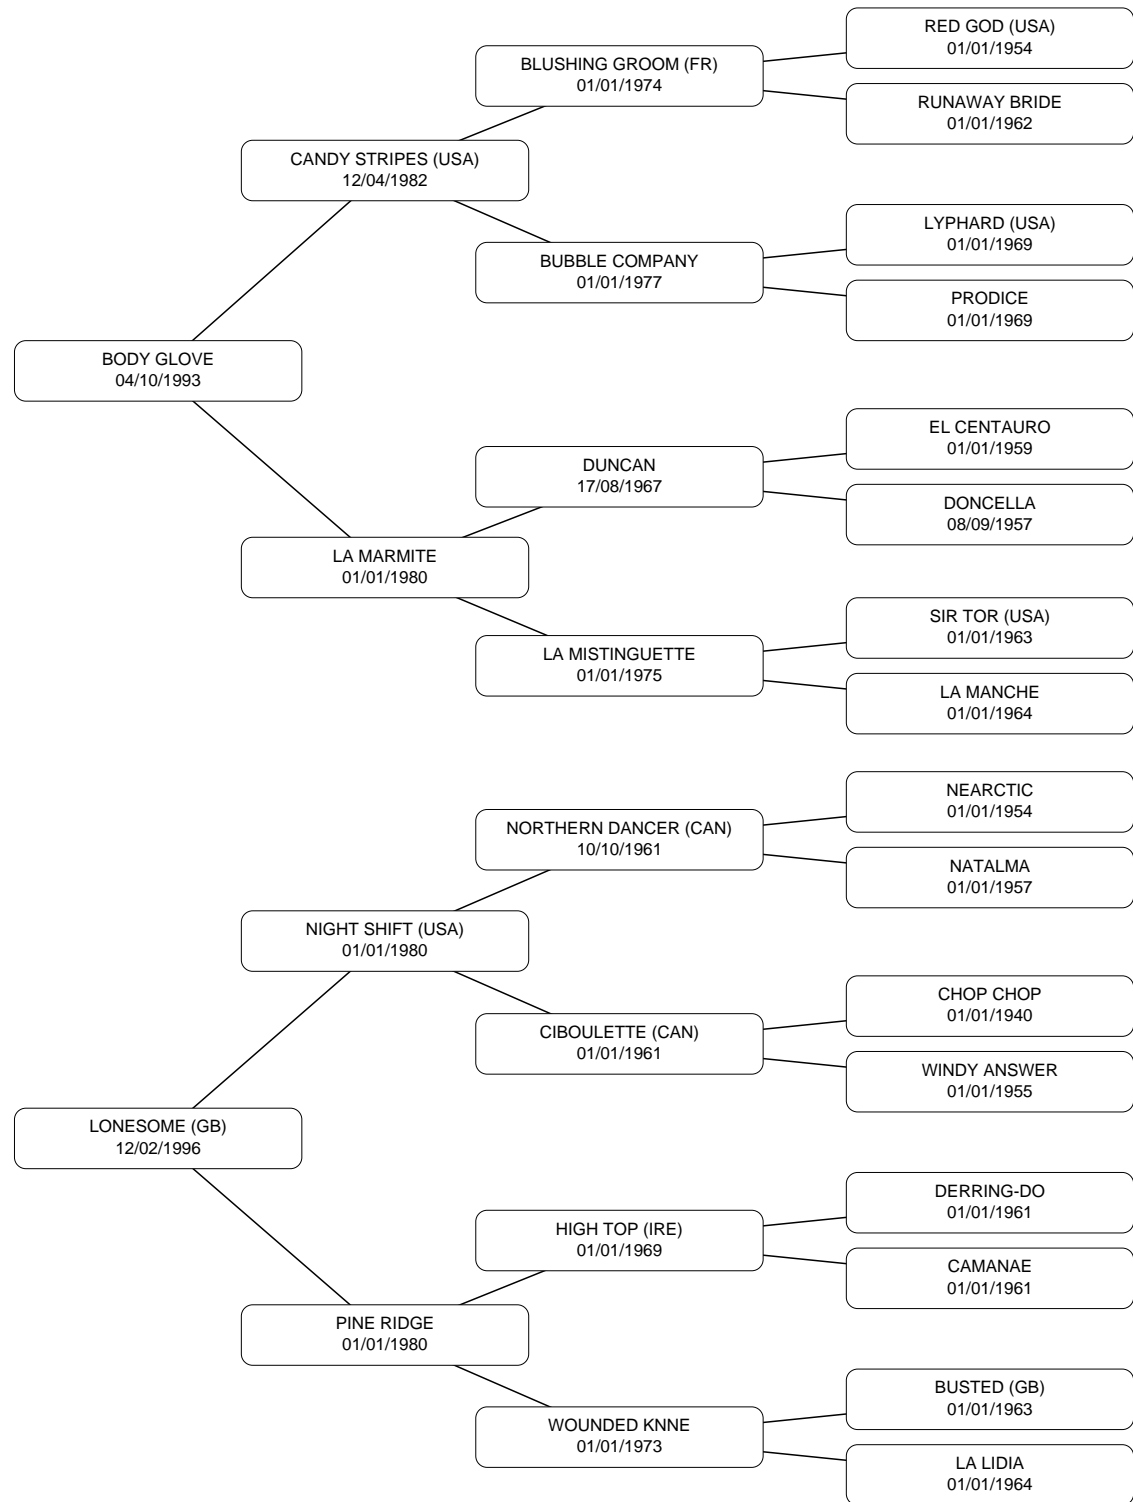 RED GOD (USA)
01/01/1954
BLUSHING GROOM (FR)
01/01/1974
RUNAWAY BRIDE
01/01/1962
CANDY STRIPES (USA)
12/04/1982
LYPHARD (USA)
01/01/1969
BUBBLE COMPANY
01/01/1977
PRODICE
01/01/1969
BODY GLOVE
04/10/1993
EL CENTAURO
01/01/1959
DUNCAN
17/08/1967
DONCELLA
08/09/1957
LA MARMITE
01/01/1980
SIR TOR (USA)
01/01/1963
LA MISTINGUETTE
01/01/1975
LA MANCHE
01/01/1964
NEARCTIC
01/01/1954
NORTHERN DANCER (CAN)
10/10/1961
NATALMA
01/01/1957
NIGHT SHIFT (USA)
01/01/1980
CHOP CHOP
01/01/1940
CIBOULETTE (CAN)
01/01/1961
WINDY ANSWER
01/01/1955
LONESOME (GB)
12/02/1996
DERRING-DO
01/01/1961
HIGH TOP (IRE)
01/01/1969
CAMANAE
01/01/1961
PINE RIDGE
01/01/1980
BUSTED (GB)
01/01/1963
WOUNDED KNNE
01/01/1973
LA LIDIA
01/01/1964